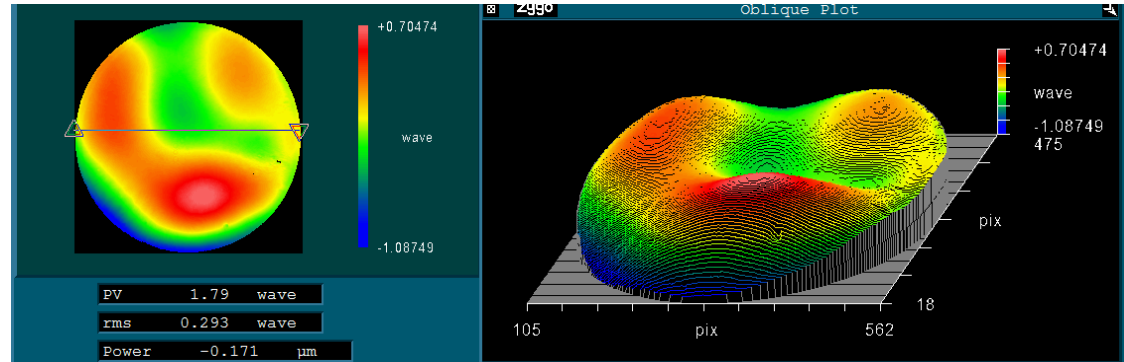 +0.70474
wave
-1.08749
PV 1.79 wave
rms 0.293 wave
Power -0.171 µm
zygo Oblique Plot
+0.70474
wave
-1.08749
475
pix
18
105 pix 562